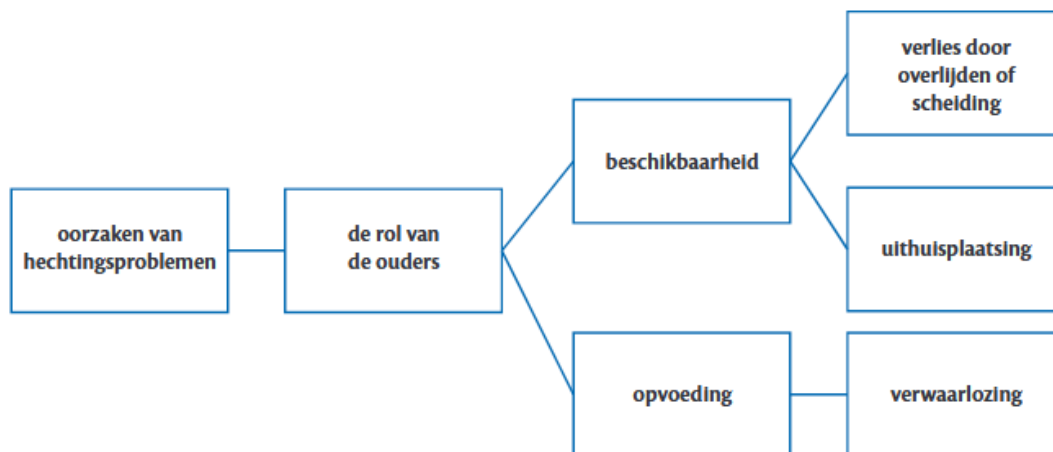 verlies door
overlijden of
scheiding
beschikbaarheid
oorzaken van
hechtingsproblemen
de rol van
de ouders
uithuisplaatsing
opvoeding
verwaarlozing